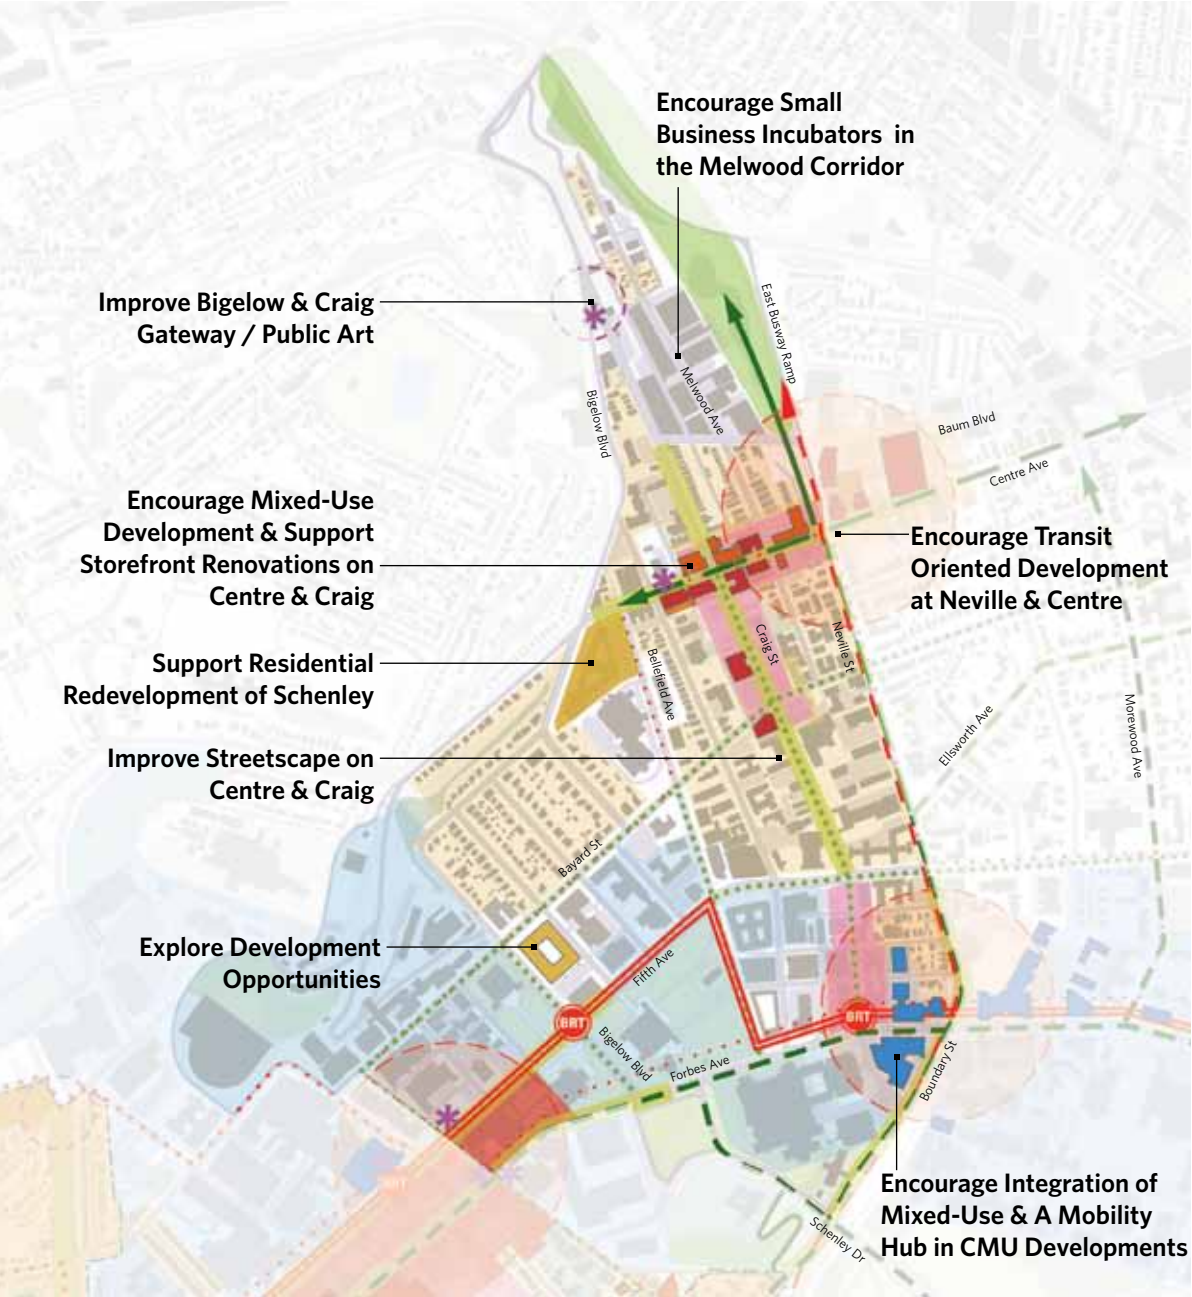 Encourage Small
Business Incubators in
the Melwood Corridor
Improve Bigelow & Craig
Gateway / Public Art
East Busway Ramp
Melwood Ave
Bigelow Blvd
Baum Blvd
Centre Ave
Encourage Mixed-Use
Development & Support
Storefront Renovations on
Centre & Craig
Encourage Transit
Oriented Development
at Neville & Centre
Support Residential
Redevelopment of Schenley
Craig St
Neville St
Bellefield Ave
Morewood Ave
Ellsworth Ave
Improve Streetscape on
Centre & Craig
Bayard St
Explore Development
Opportunities
Fifth Ave
BRT
BRT
Bigelow Blvd
Forbes Ave
Boundary St
BRT
Encourage Integration of
Mixed-Use & A Mobility
Hub in CMU Developments
Schenley Dr